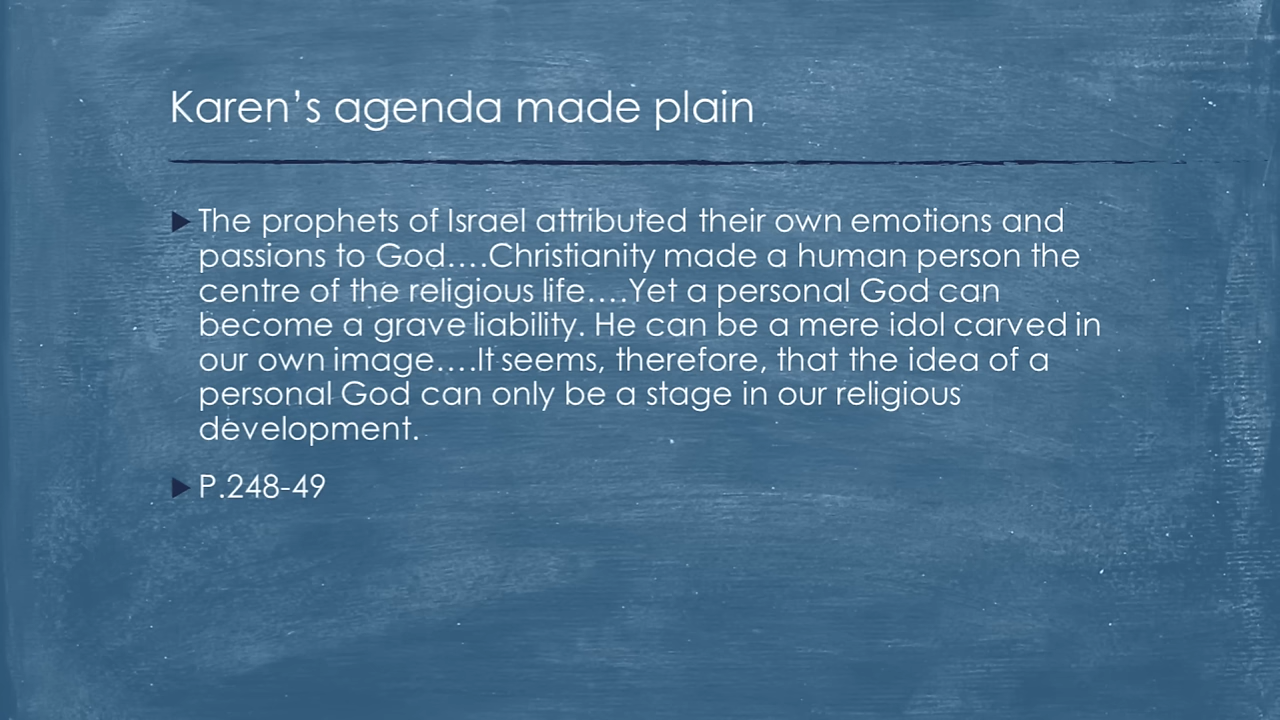 Karen’s agenda made plain
The prophets of Israel attributed their own emotions and
passions to God….Christianity made a human person the
centre of the religious life….Yet a personal God can
become a grave liability. He can be a mere idol carved in
our own image….It seems, therefore, that the idea of a
personal God can only be a stage in our religious
development.
P.248-49